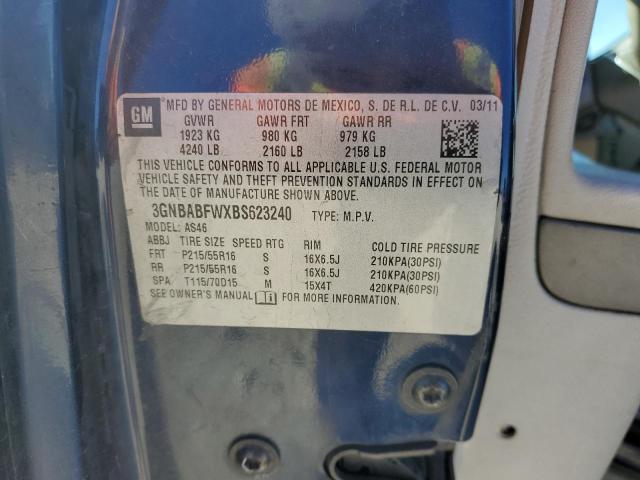 GM MFD BY GENERAL MOTORS DE MEXICO, S. DE R.L. DE C.V. 03/11
GVWR GAWR FRT GAWR RR
1923 KG 980 KG 979 KG
4240 LB 2160 LB 2158 LB
THIS VEHICLE CONFORMS TO ALL APPLICABLE U.S. FEDERAL MOTOR
VEHICLE SAFETY AND THEFT PREVENTION STANDARDS IN EFFECT ON
THE DATE OF MANUFACTURE SHOWN ABOVE.
3GNBABFWXBS623240 TYPE: M.P.V.
MODEL: AS46
ABBJ TIRE SIZE SPEED RTG RIM COLD TIRE PRESSURE
FRT P215/55R16 S 16X6.5J 210KPA(30PSI)
RR P215/55R16 S 16X6.5J 210KPA(30PSI)
SPA T115/70D15 M 15X4T 420KPA(60PSI)
SEE OWNER'S MANUAL FOR MORE INFORMATION.